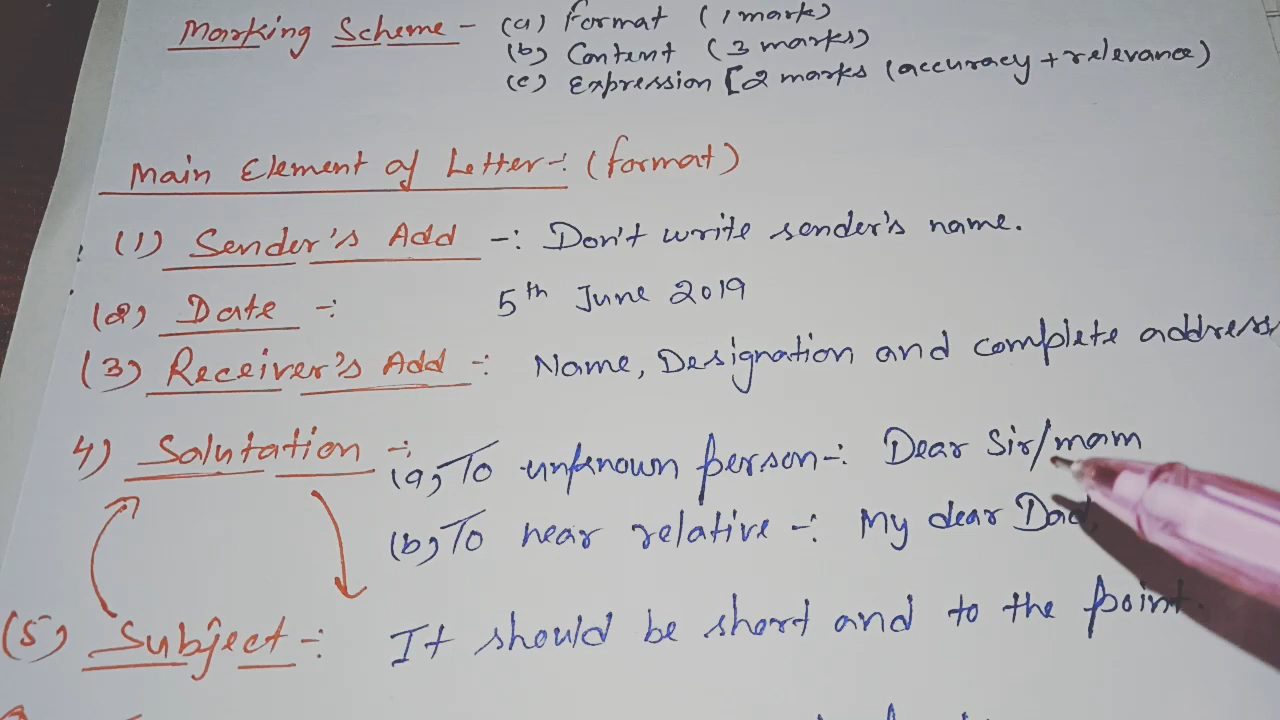 Marking Scheme - (a) Format (1 mark)
(b) Content (3 marks)
(c) Expression [2 marks (accuracy + relevance)
Main Element of Letter -: (format)
(1) Sender's Add -: Don't write sender's name.
(2) Date -: 5th June 2019
(3) Receiver's Add -: Name, Designation and complete address
4) Salutation -: (a) To unknown person -: Dear Sir/mam
(b) To near relative -: My dear Dad,
(5) Subject -: It should be short and to the point.